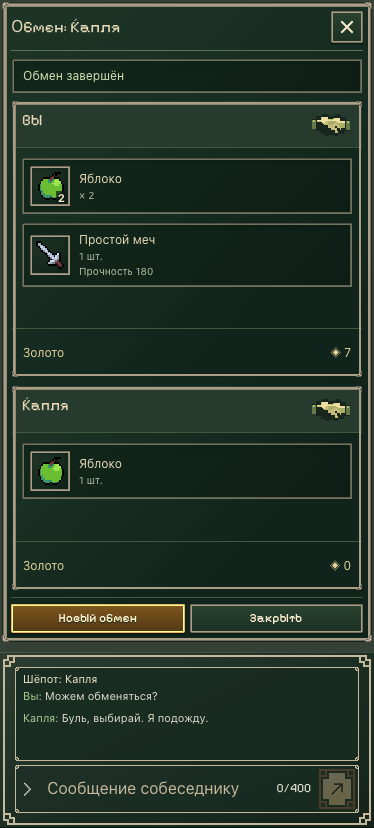 Обмен: Капля
Обмен завершён
ВЫ
2
Яблоко
× 2
Простой меч
1 шт.
Прочность 180
Золото
7
Капля
Яблоко
1 шт.
Золото
0
Новый обмен
Закрыть
Шёпот: Капля
Вы: Можем обменяться?
Капля: Буль, выбирай. Я подожду.
Сообщение собеседнику
0/400